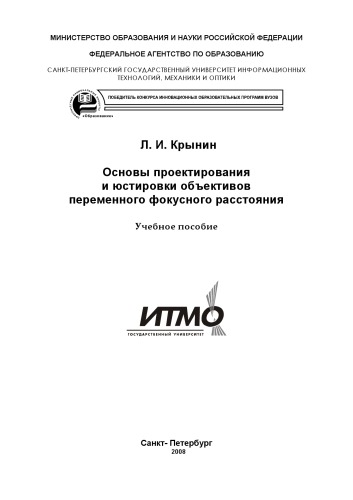 МИНИСТЕРСТВО ОБРАЗОВАНИЯ И НАУКИ РОССИЙСКОЙ ФЕДЕРАЦИИ
ФЕДЕРАЛЬНОЕ АГЕНТСТВО ПО ОБРАЗОВАНИЮ
САНКТ-ПЕТЕРБУРГСКИЙ ГОСУДАРСТВЕННЫЙ УНИВЕРСИТЕТ ИНФОРМАЦИОННЫХ
ТЕХНОЛОГИЙ, МЕХАНИКИ И ОПТИКИ
ПОБЕДИТЕЛЬ КОНКУРСА ИННОВАЦИОННЫХ ОБРАЗОВАТЕЛЬНЫХ ПРОГРАММ ВУЗОВ
«Образование»
Л. И. Крынин
Основы проектирования
и юстировки объективов
переменного фокусного расстояния
Учебное пособие
ИТМО
ГОСУДАРСТВЕННЫЙ УНИВЕРСИТЕТ
Санкт- Петербург
2008